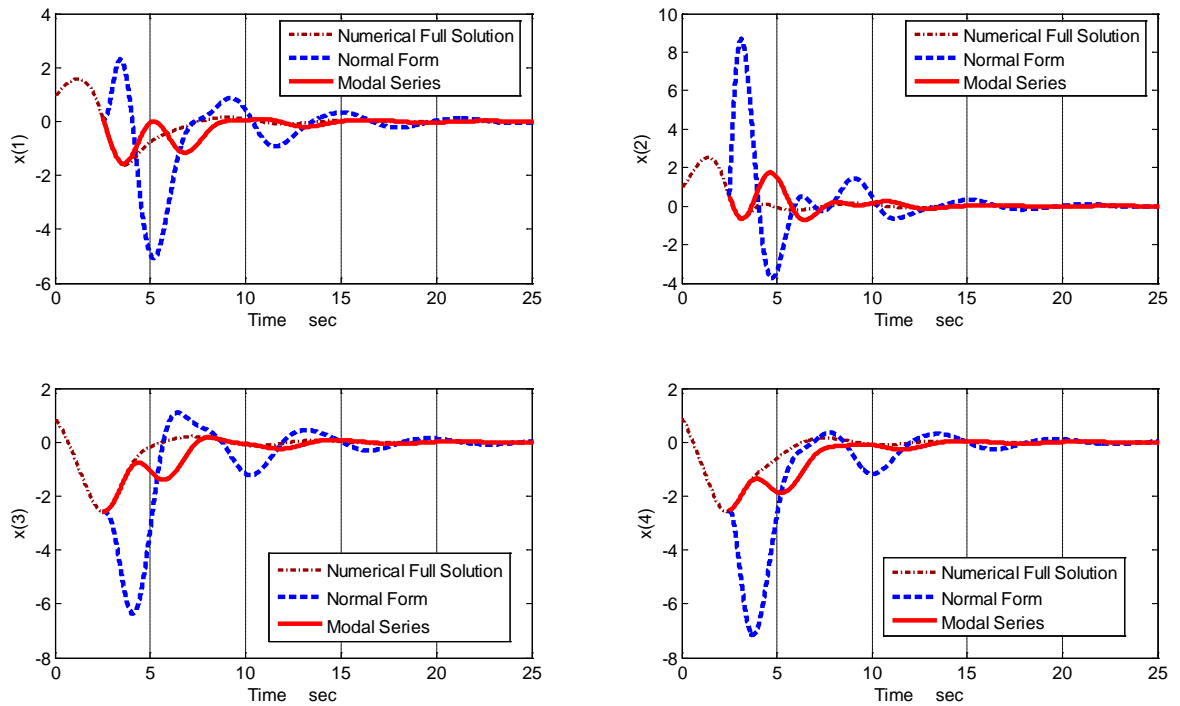 4
2
0
-2
-4
-6
x(1)
0 5 10 15 20 25
Time sec
Numerical Full Solution
Normal Form
Modal Series
10
8
6
4
2
0
-2
-4
x(2)
0 5 10 15 20 25
Time sec
Numerical Full Solution
Normal Form
Modal Series
2
0
-2
-4
-6
-8
x(3)
0 5 10 15 20 25
Time sec
Numerical Full Solution
Normal Form
Modal Series
2
0
-2
-4
-6
-8
x(4)
0 5 10 15 20 25
Time sec
Numerical Full Solution
Normal Form
Modal Series